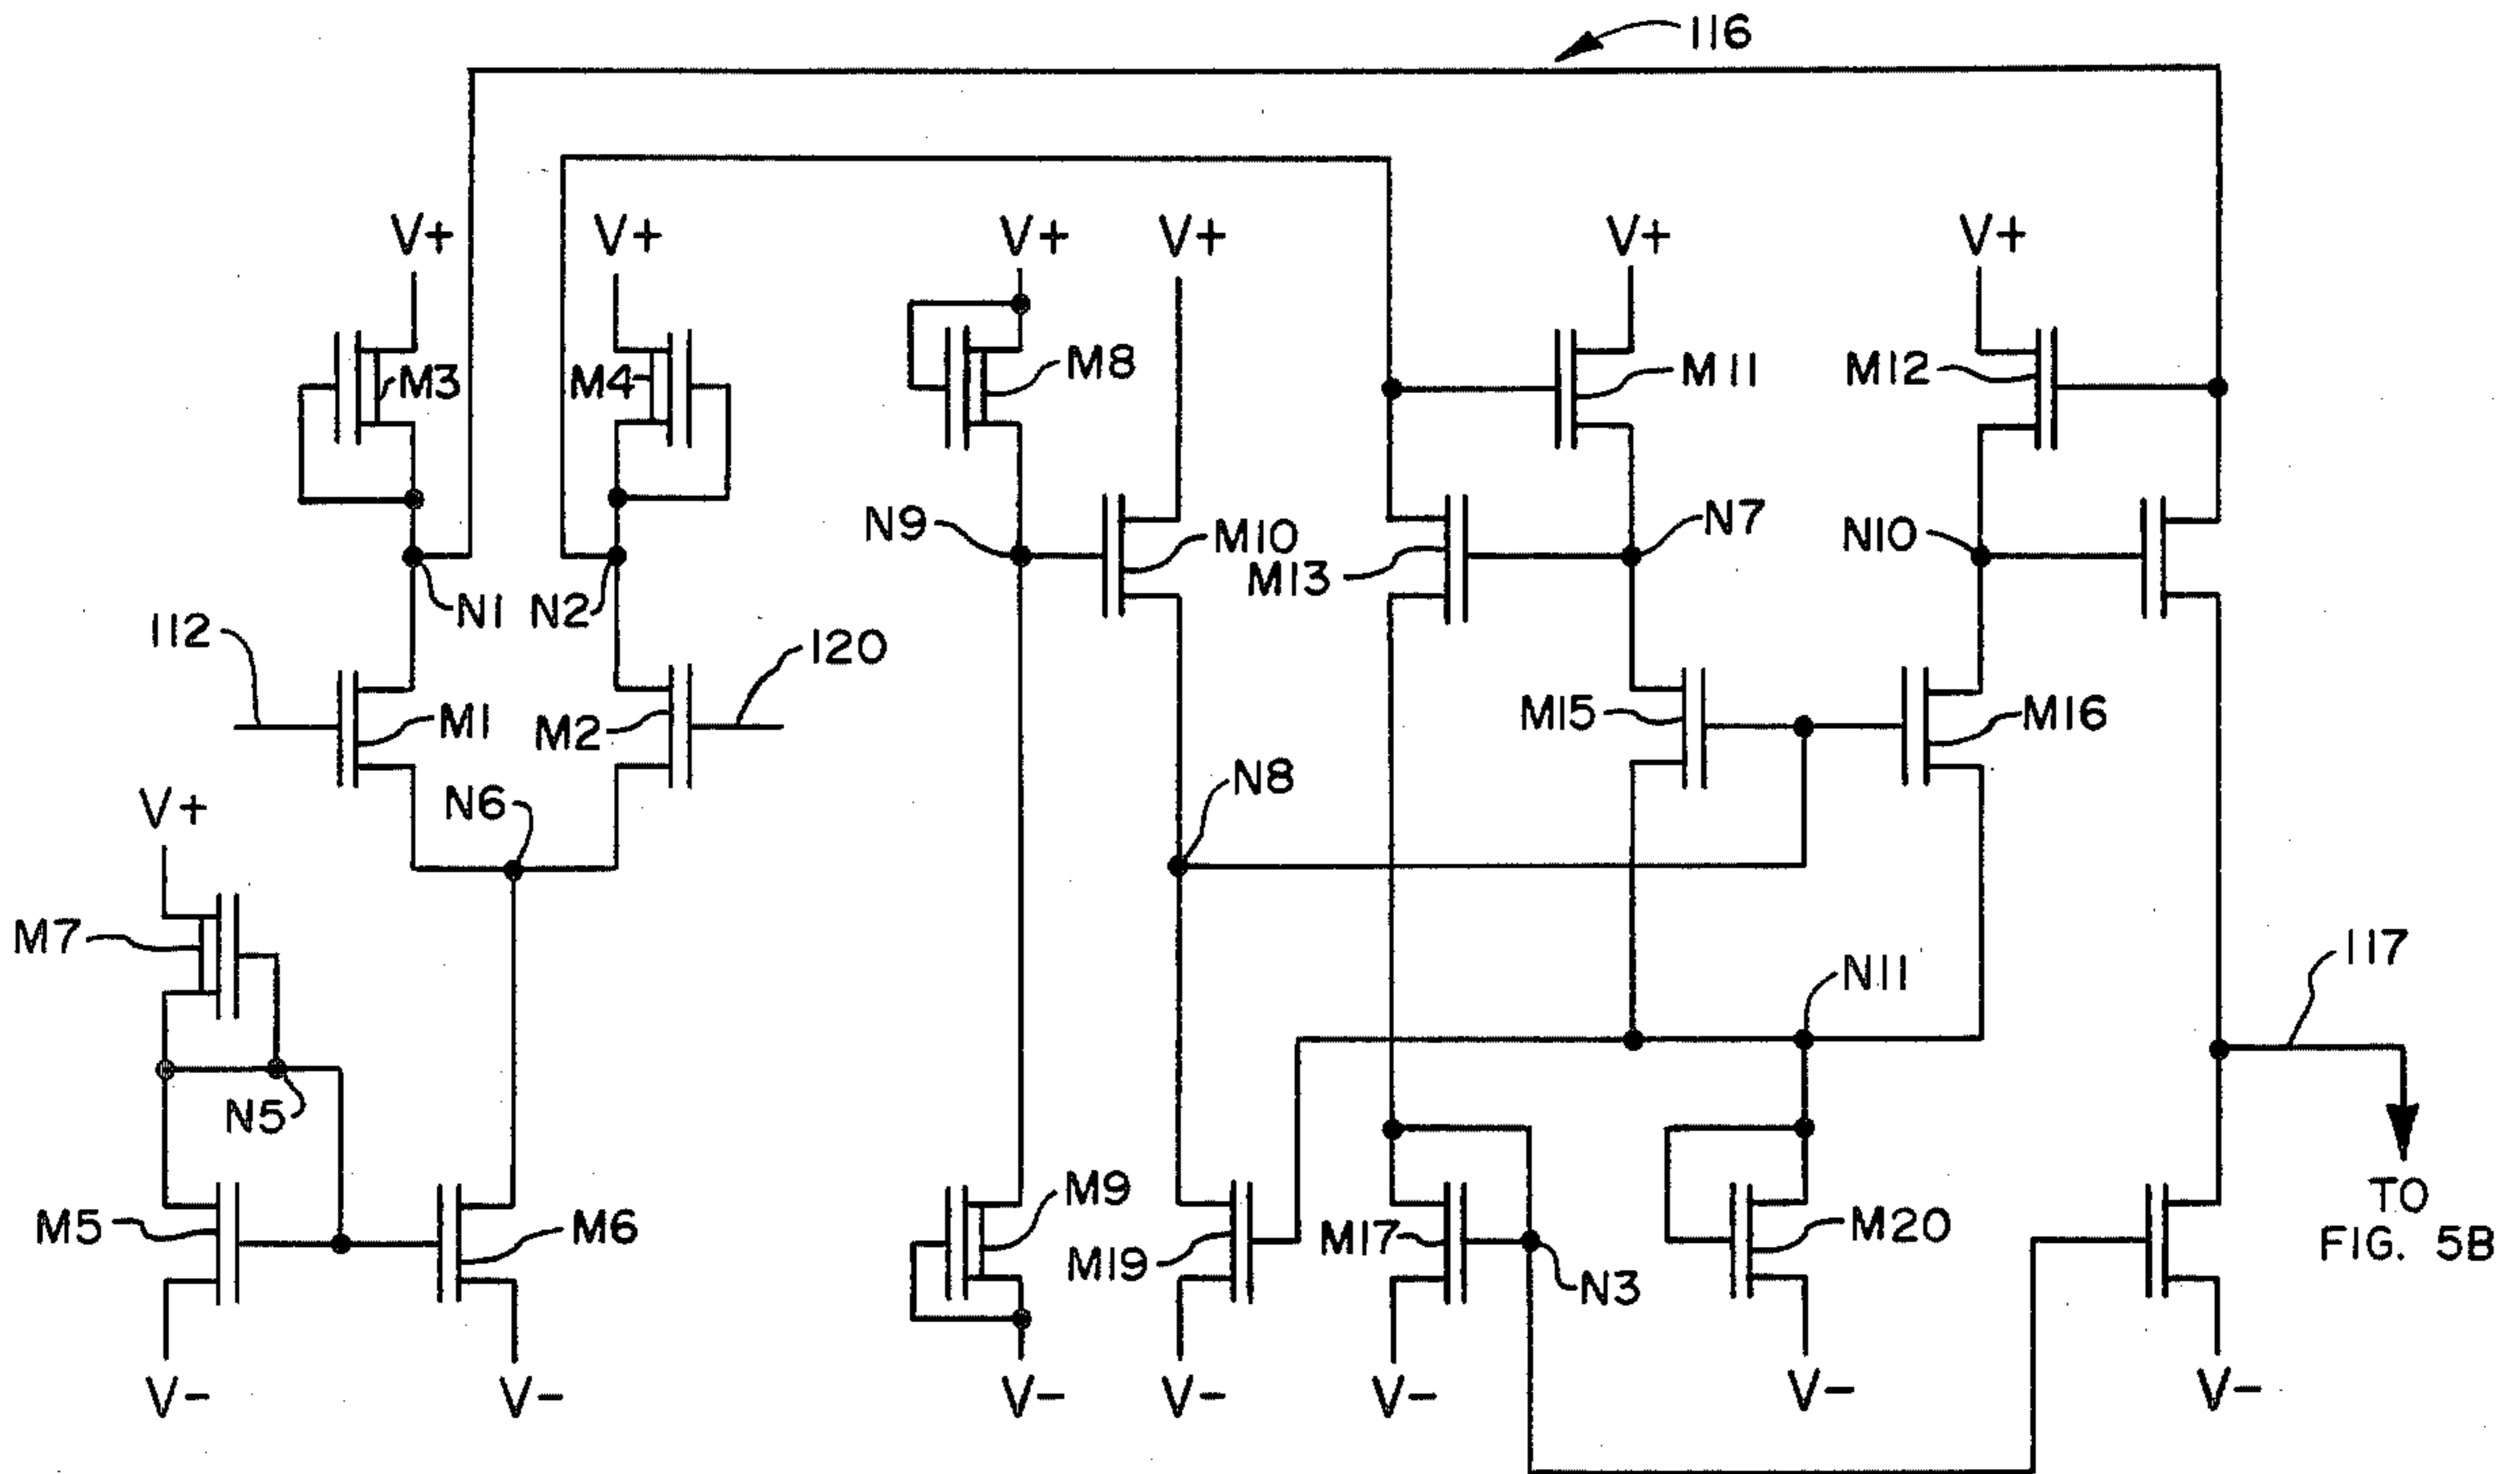 116
V+
V+
V+
V+
V+
V+
M3
M4
M8
M11
M12
N9
M10
M13
N7
N10
N1
N2
112
120
M1
M2
M15
M16
V+
N6
N8
M7
N11
117
N5
M5
M6
M9
M19
M17
M20
N3
TO
FIG. 5B
V-
V-
V-
V-
V-
V-
V-